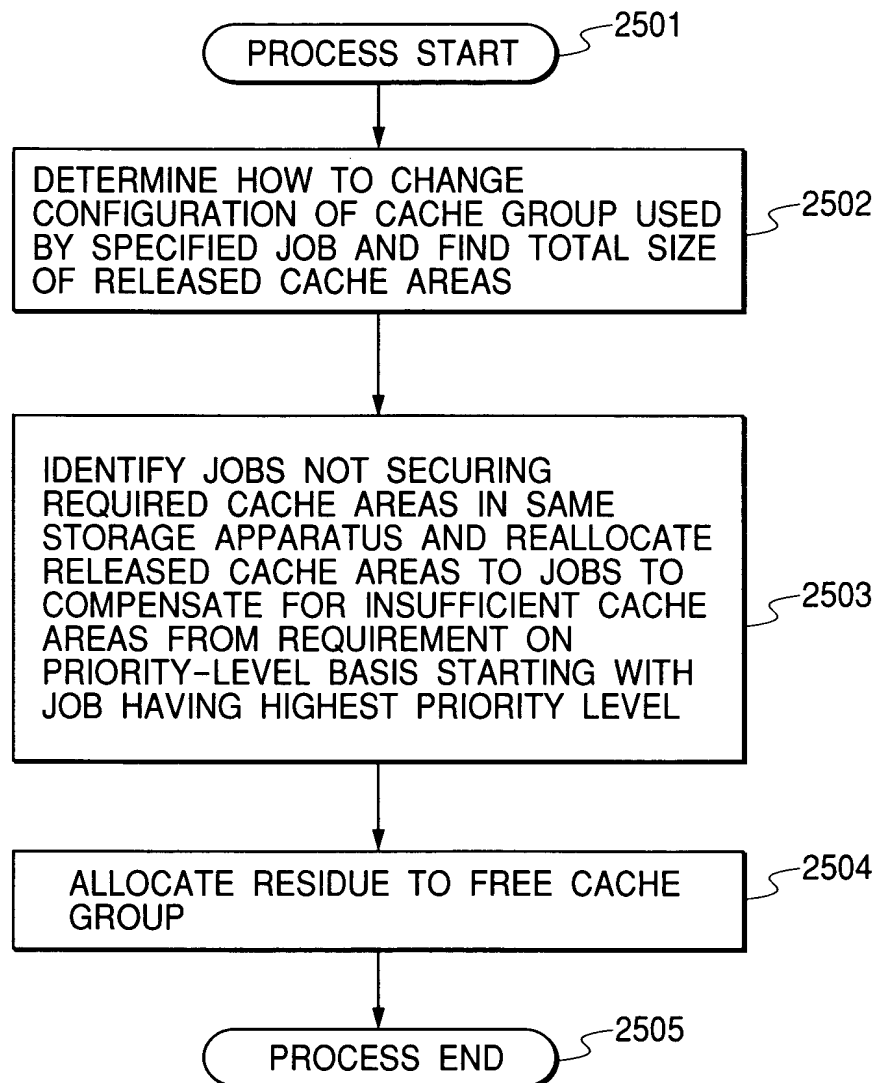 PROCESS START
2501
DETERMINE HOW TO CHANGE
CONFIGURATION OF CACHE GROUP USED
BY SPECIFIED JOB AND FIND TOTAL SIZE
OF RELEASED CACHE AREAS
2502
IDENTIFY JOBS NOT SECURING
REQUIRED CACHE AREAS IN SAME
STORAGE APPARATUS AND REALLOCATE
RELEASED CACHE AREAS TO JOBS TO
COMPENSATE FOR INSUFFICIENT CACHE
AREAS FROM REQUIREMENT ON
PRIORITY-LEVEL BASIS STARTING WITH
JOB HAVING HIGHEST PRIORITY LEVEL
2503
ALLOCATE RESIDUE TO FREE CACHE
GROUP
2504
PROCESS END
2505